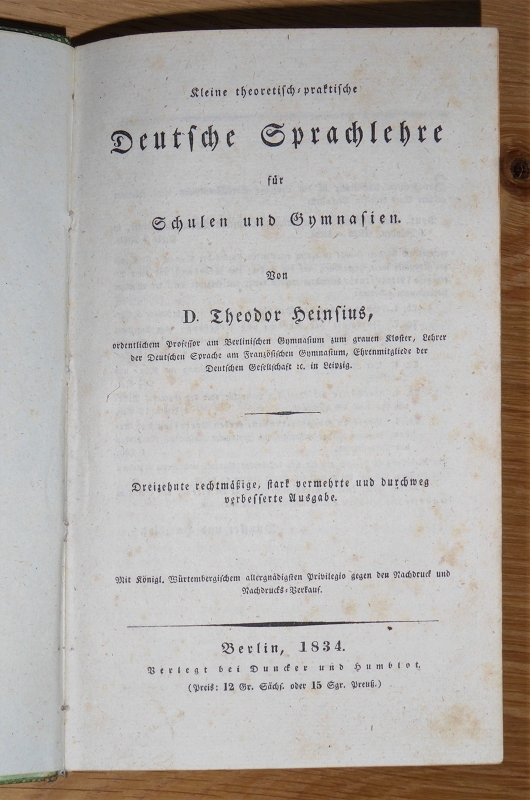 Kleine theoretisch-praktische
Deutsche Sprachlehre
für
Schulen und Gymnasien.
Von
D. Theodor Heinsius,
ordentlichem Professor am Berlinischen Gymnasium zum grauen Kloster, Lehrer
der Deutschen Sprache am Französischen Gymnasium, Ehrenmitgliede der
Deutschen Gesellschaft ꝛc. in Leipzig.
Dreizehnte rechtmäßige, stark vermehrte und durchweg
verbesserte Ausgabe.
Mit Königl. Würtembergischem allergnädigsten Privilegio gegen den Nachdruck und
Nachdrucks-Verkauf.
Berlin, 1834.
Verlegt bei Duncker und Humblot.
(Preis: 12 Gr. Sächs. oder 15 Sgr. Preuß.)